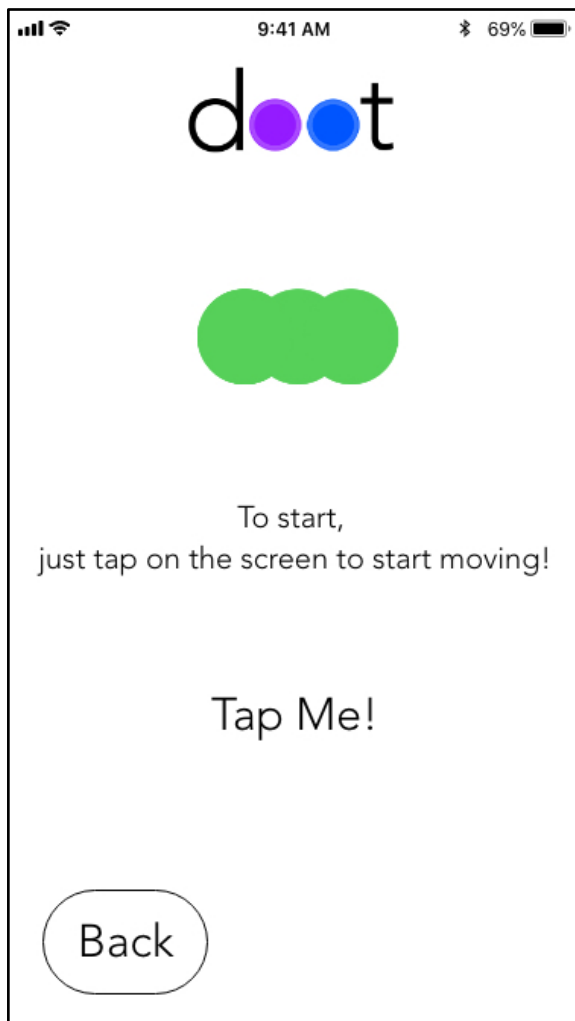 9:41 AM 69%
doot
To start,
just tap on the screen to start moving!
Tap Me!
Back